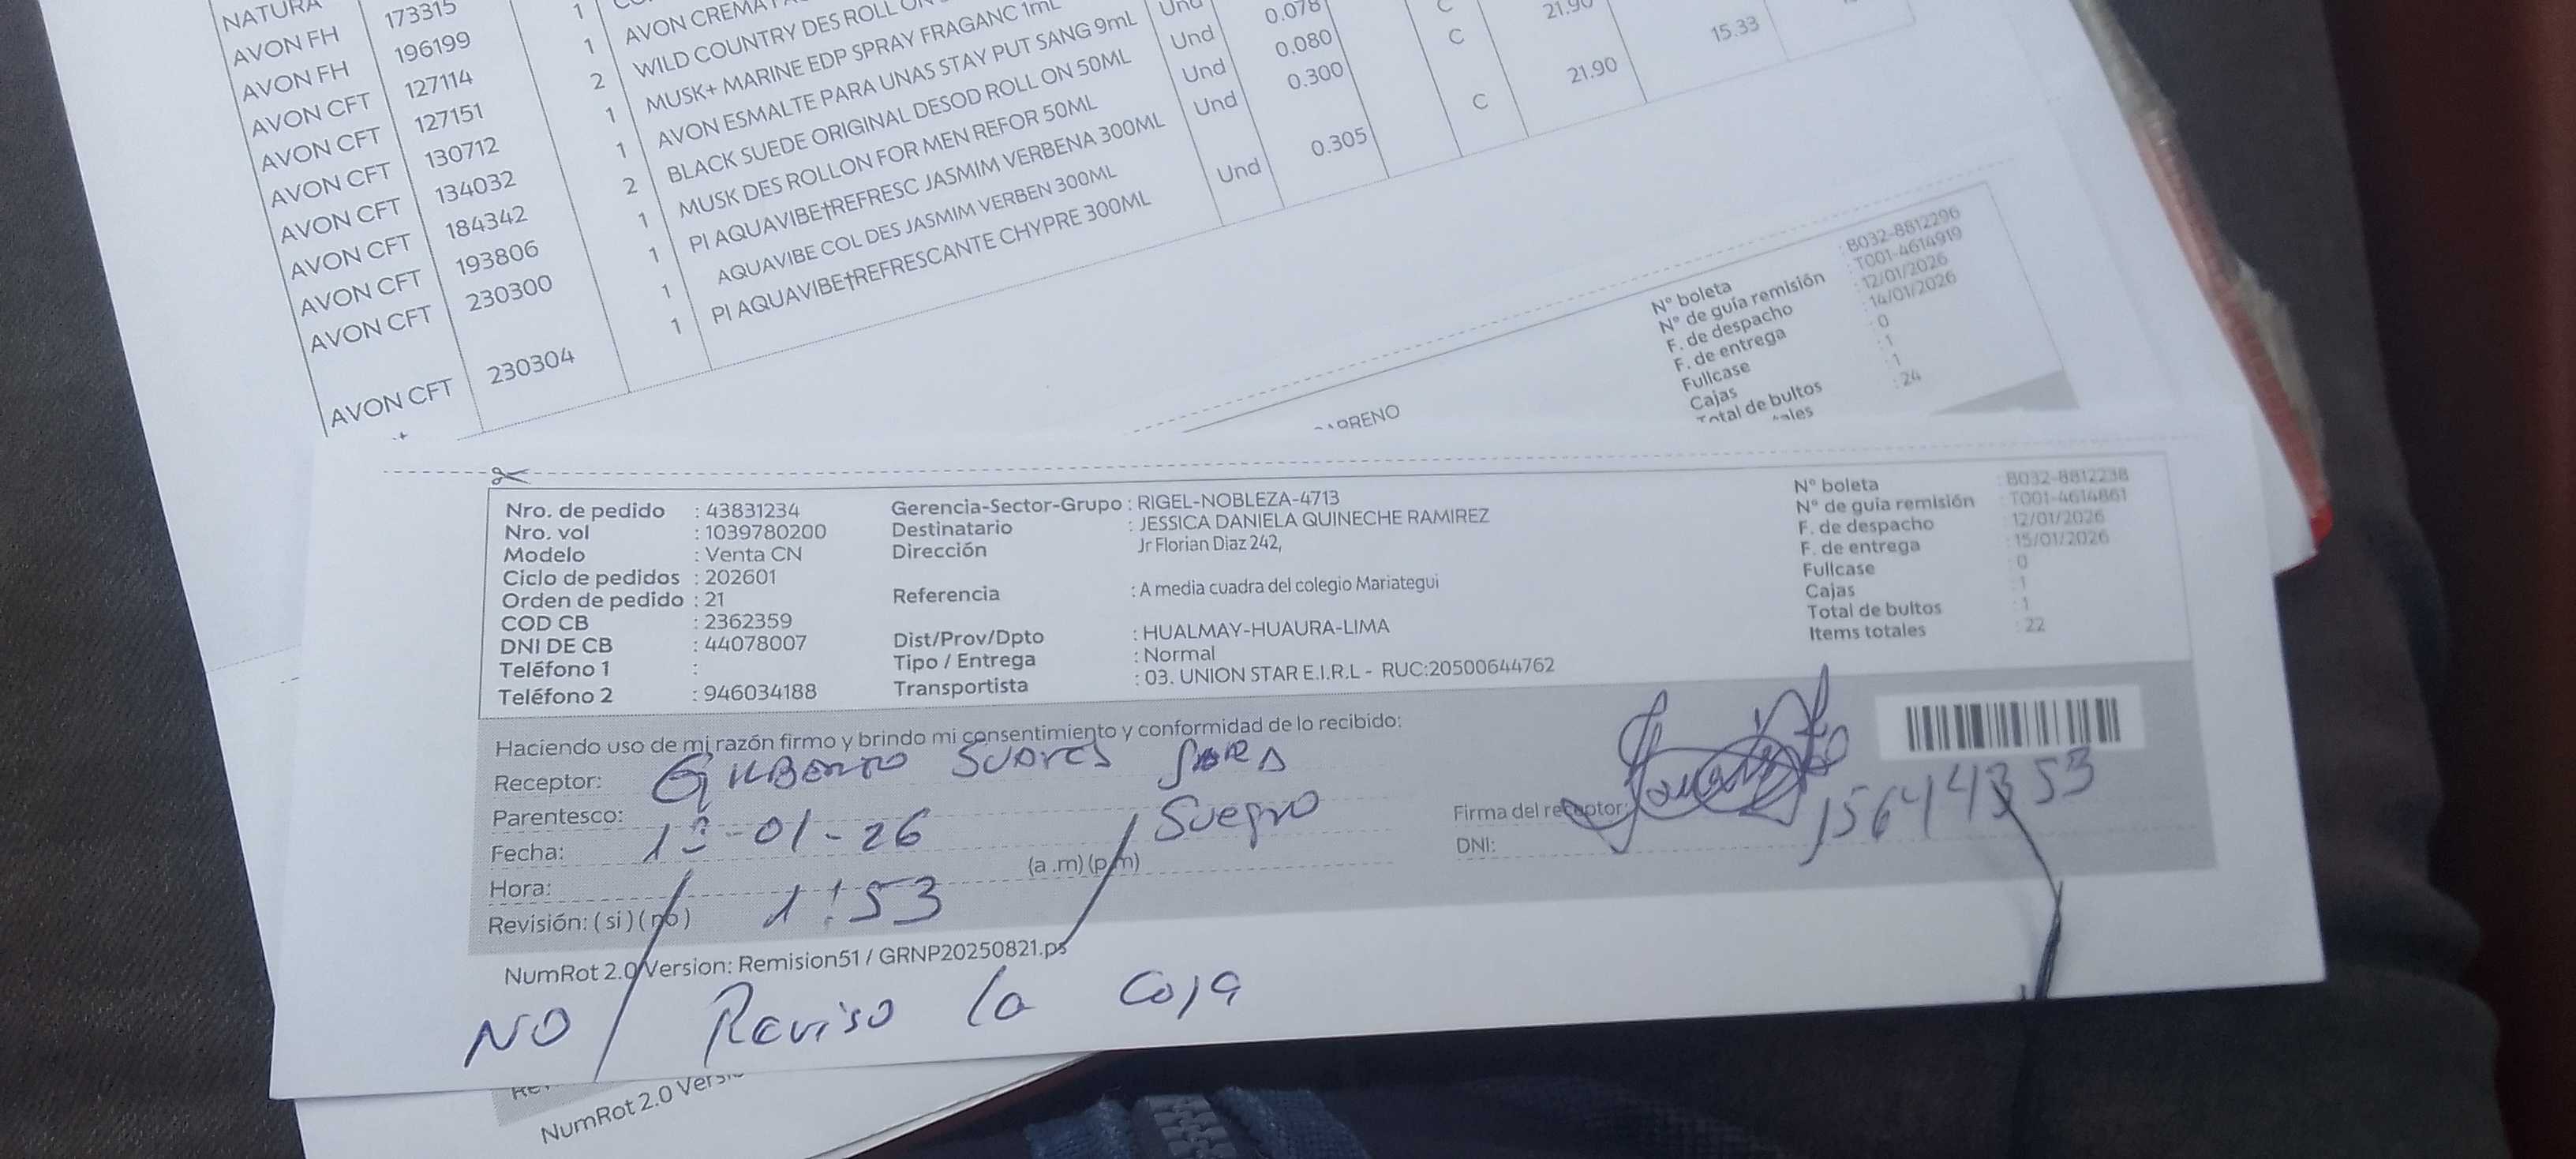 NATURA
AVON FH 173315 1
AVON FH 196199 1 AVON CREMA
AVON CFT 127114 2 WILD COUNTRY DES ROLL ON
AVON CFT 127151 1 MUSK+ MARINE EDP SPRAY FRAGANC 1mL Und 0.078 C 21.90
AVON CFT 130712 1 AVON ESMALTE PARA UNAS STAY PUT SANG 9mL Und 0.080 C 15.33
AVON CFT 134032 2 BLACK SUEDE ORIGINAL DESOD ROLL ON 50ML Und 0.300
AVON CFT 184342 1 MUSK DES ROLLON FOR MEN REFOR 50ML Und C 21.90
AVON CFT 193806 1 PI AQUAVIBE†REFRESC JASMIM VERBENA 300ML
AVON CFT 230300 1 AQUAVIBE COL DES JASMIM VERBEN 300ML Und 0.305
AVON CFT 230304 1 PI AQUAVIBE†REFRESCANTE CHYPRE 300ML
N° boleta : B032-8812296
N° de guía remisión : T001-4614919
F. de despacho : 12/01/2026
F. de entrega : 14/01/2026
Fullcase : 0
Cajas : 1
Total de bultos : 1
: 24
Nro. de pedido : 43831234 Gerencia-Sector-Grupo : RIGEL-NOBLEZA-4713 N° boleta : B032-8812238
Nro. vol : 1039780200 Destinatario : JESSICA DANIELA QUINECHE RAMIREZ N° de guía remisión : T001-4614861
Modelo : Venta CN Dirección Jr Florian Diaz 242, F. de despacho : 12/01/2026
Ciclo de pedidos : 202601 F. de entrega : 15/01/2026
Orden de pedido : 21 Referencia : A media cuadra del colegio Mariategui Fullcase : 0
COD CB : 2362359 Cajas : 1
DNI DE CB : 44078007 Dist/Prov/Dpto : HUALMAY-HUAURA-LIMA Total de bultos : 1
Teléfono 1 : Tipo / Entrega : Normal Items totales : 22
Teléfono 2 : 946034188 Transportista : 03. UNION STAR E.I.R.L - RUC:20500644762
Haciendo uso de mi razón firmo y brindo mi consentimiento y conformidad de lo recibido:
Receptor: GILBERTO SUARES
Parentesco: Suegro Firma del receptor:
Fecha: -01-26 DNI:
Hora: 1:53 (a .m) (p.m)
Revisión: ( si ) ( no )
NumRot 2.0 Version: Remision51 / GRNP20250821.ps
NO Reviso la Caja
NumRot 2.0